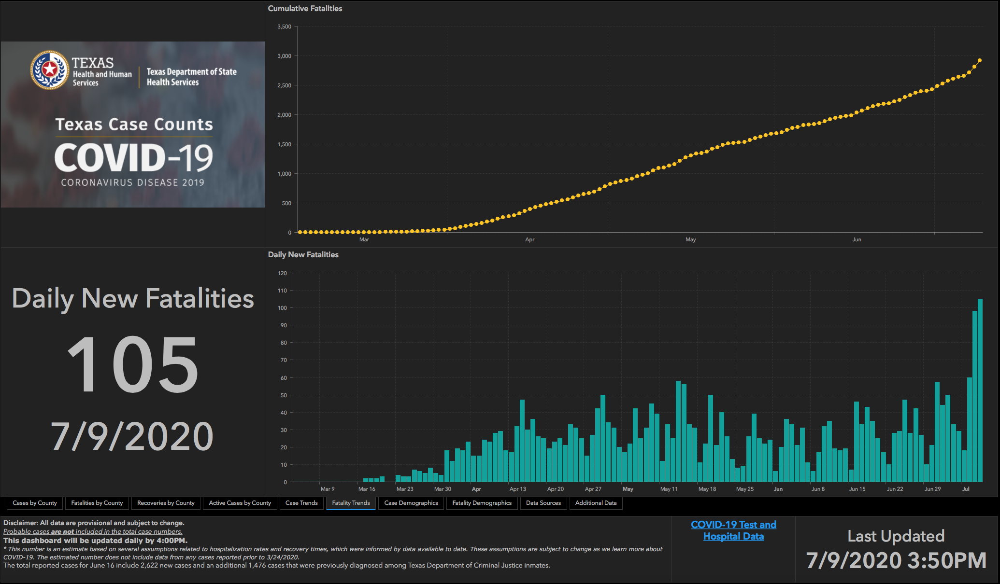 TEXAS
Health and Human
Services
Texas Department of State
Health Services
Texas Case Counts
COVID-19
CORONAVIRUS DISEASE 2019
Cumulative Fatalities
3,500
3,000
2,500
2,000
1,500
1,000
500
0
Mar Apr May Jun
Daily New Fatalities
105
7/9/2020
Daily New Fatalities
120
110
100
90
80
70
60
50
40
30
20
10
0
Mar 9 Mar 16 Mar 23 Mar 30 Apr Apr 13 Apr 20 Apr 27 May May 11 May 18 May 25 Jun Jun 8 Jun 15 Jun 22 Jun 29 Jul
Cases by County Fatalities by County Recoveries by County Active Cases by County Case Trends Fatality Trends Case Demographics Fatality Demographics Data Sources Additional Data
Disclaimer: All data are provisional and subject to change.
Probable cases are not included in the total case numbers.
This dashboard will be updated daily by 4:00PM.
* This number is an estimate based on several assumptions related to hospitalization rates and recovery times, which were informed by data available to date. These assumptions are subject to change as we learn more about
COVID-19. The estimated number does not include data from any cases reported prior to 3/24/2020.
The total reported cases for June 16 include 2,622 new cases and an additional 1,476 cases that were previously diagnosed among Texas Department of Criminal Justice inmates.
COVID-19 Test and
Hospital Data
Last Updated
7/9/2020 3:50PM